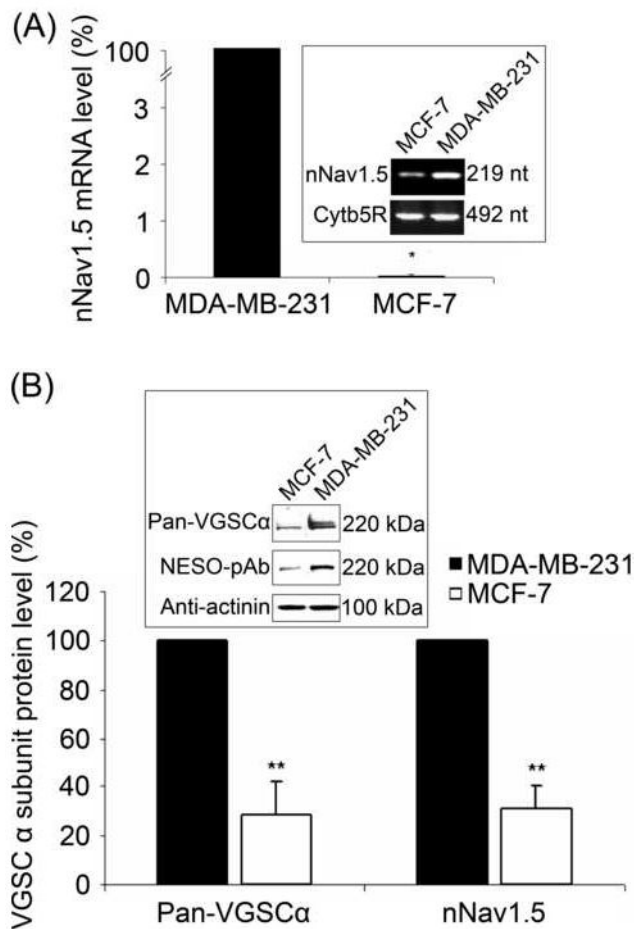 (A)
nNav1.5 mRNA level (%)
100
3
2
1
0
MCF-7
MDA-MB-231
nNav1.5
219 nt
Cytb5R
492 nt
*
MDA-MB-231
MCF-7
(B)
MCF-7
MDA-MB-231
Pan-VGSCα
220 kDa
NESO-pAb
220 kDa
Anti-actinin
100 kDa
MDA-MB-231
MCF-7
VGSC α subunit protein level (%)
120
100
80
60
40
20
0
**
**
Pan-VGSCα
nNav1.5